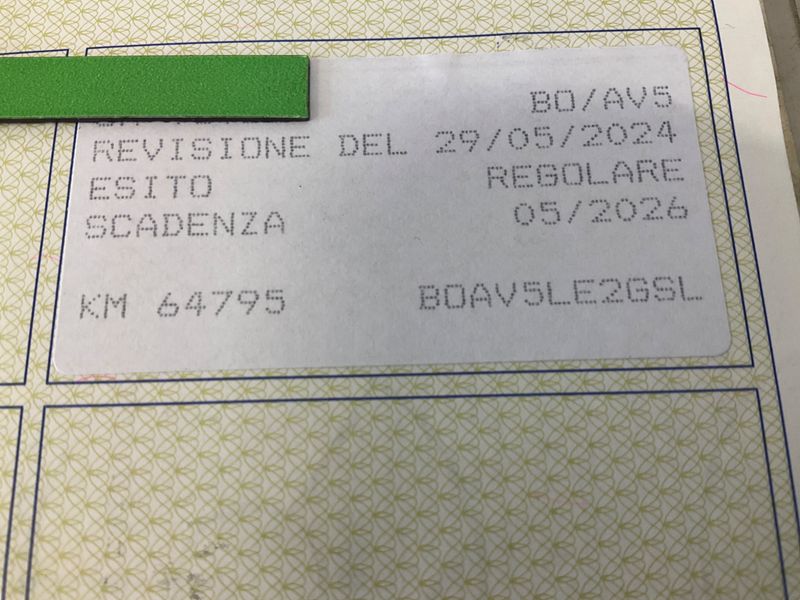 BO/AV5
REVISIONE DEL 29/05/2024
ESITO REGOLARE
SCADENZA 05/2026
KM 64795 BOAV5LE2GSL